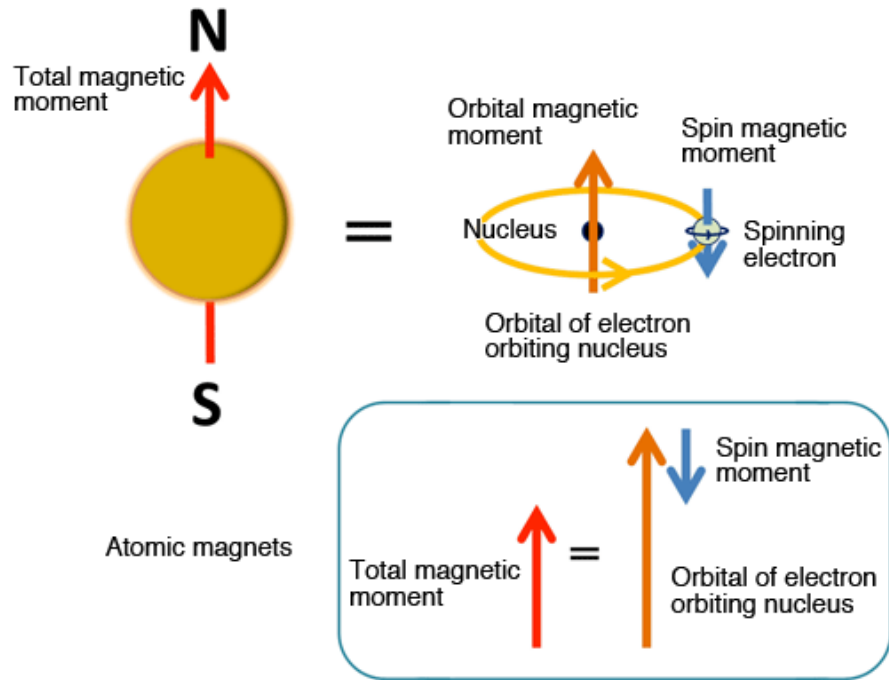 N
Total magnetic
moment
S
=
Orbital magnetic
moment
Spin magnetic
moment
Nucleus
Spinning
electron
Orbital of electron
orbiting nucleus
Atomic magnets
Total magnetic
moment
=
Spin magnetic
moment
Orbital of electron
orbiting nucleus